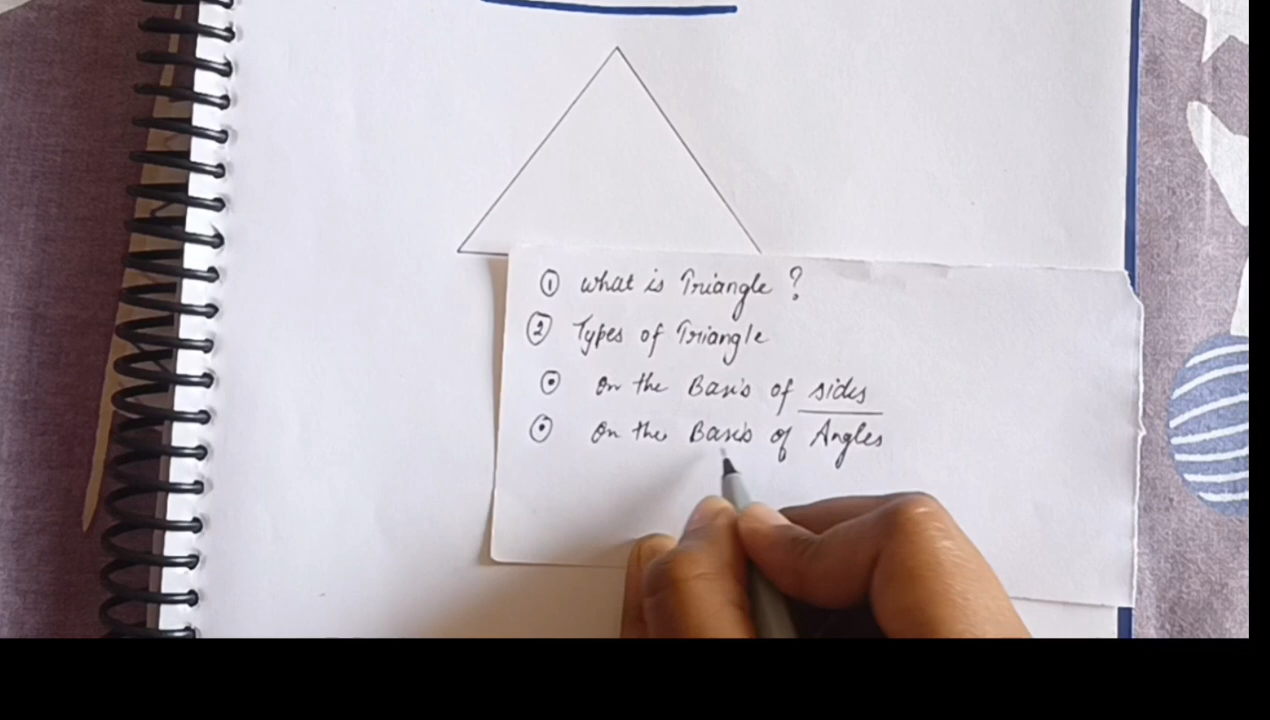 ① what is Triangle ?
② Types of Triangle
⊙ on the Basis of sides
⊙ on the Basis of Angles